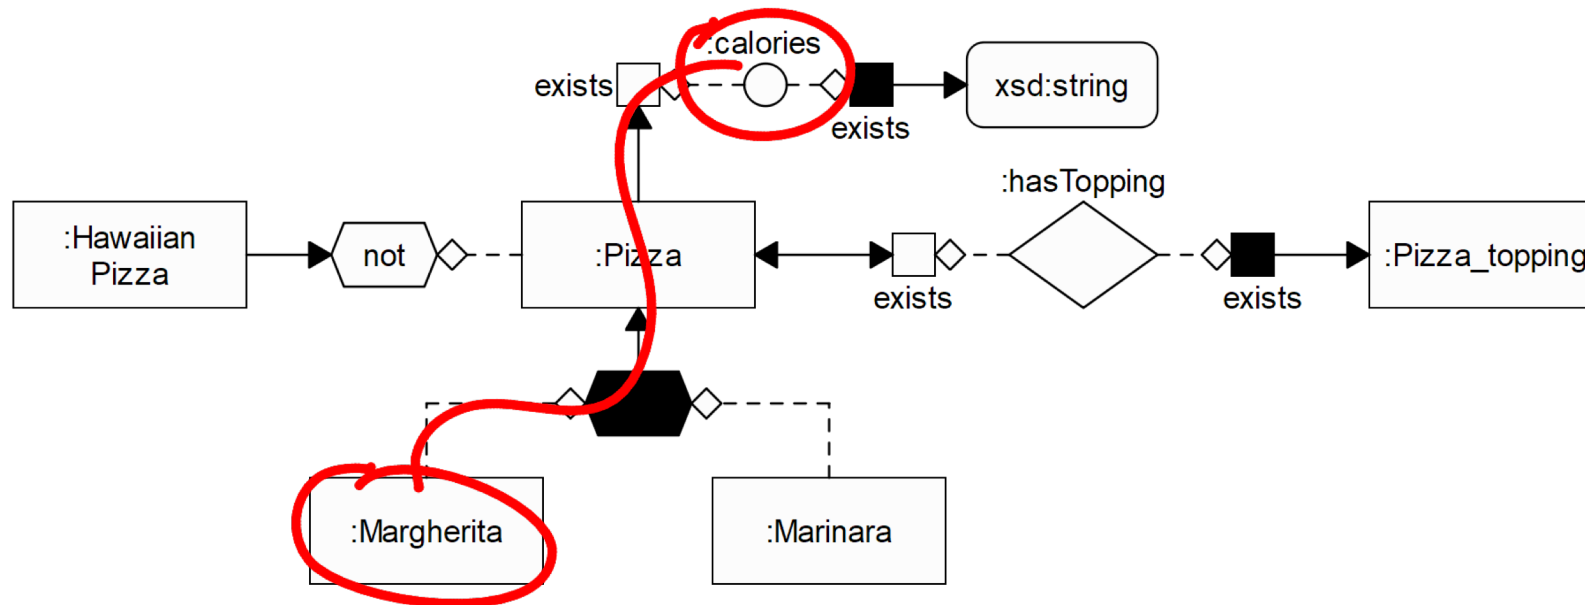 :calories
exists
xsd:string
exists
:hasTopping
:Hawaiian
Pizza
not
:Pizza
:Pizza_topping
exists
exists
:Margherita
:Marinara